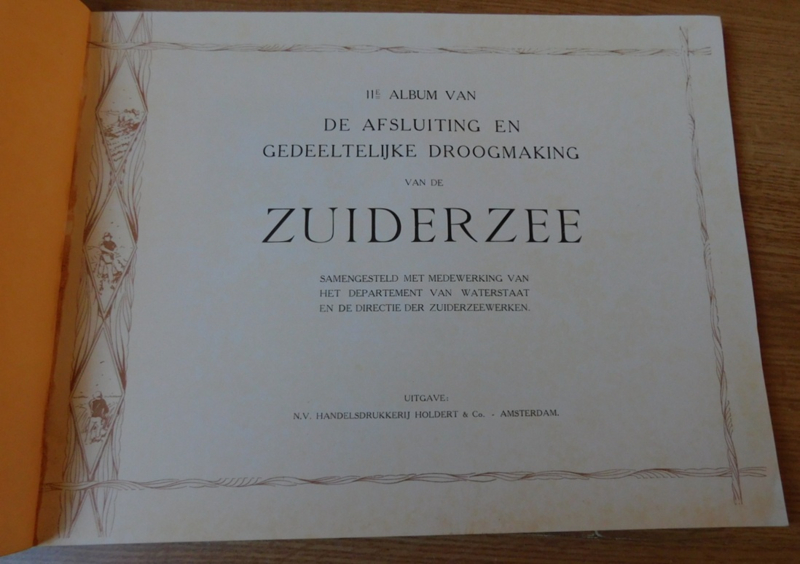 11E ALBUM VAN
DE AFSLUITING EN
GEDEELTELIJKE DROOGMAKING
VAN DE
ZUIDERZEE
SAMENGESTELD MET MEDEWERKING VAN
HET DEPARTEMENT VAN WATERSTAAT
EN DE DIRECTIE DER ZUIDERZEEWERKEN.
UITGAVE:
N.V. HANDELSDRUKKERIJ HOLDERT & Co. - AMSTERDAM.